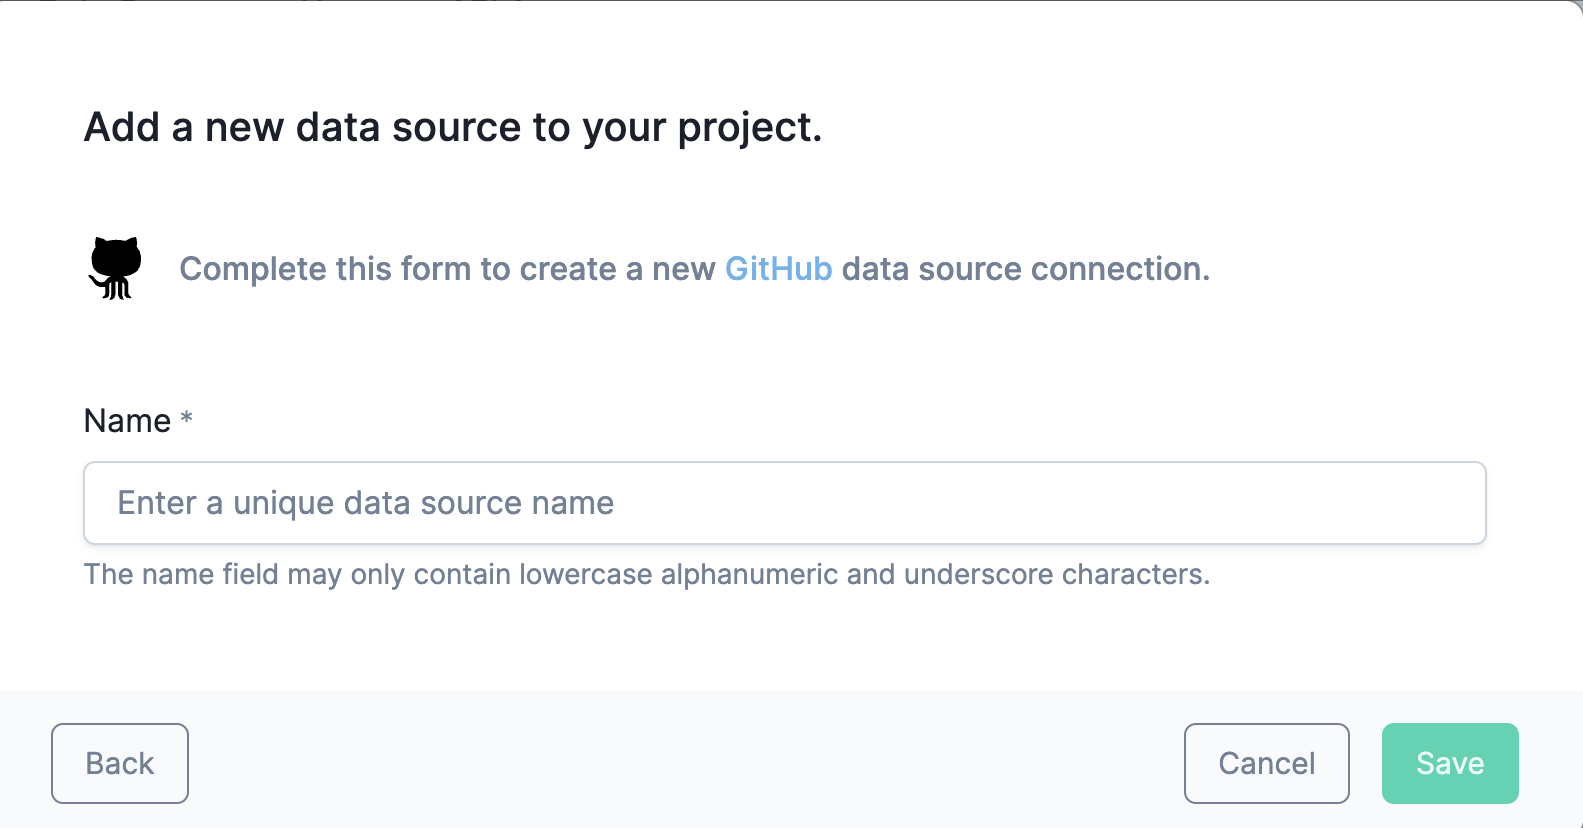 Add a new data source to your project.
Complete this form to create a new GitHub data source connection.
Name *
Enter a unique data source name
The name field may only contain lowercase alphanumeric and underscore characters.
Back
Cancel
Save